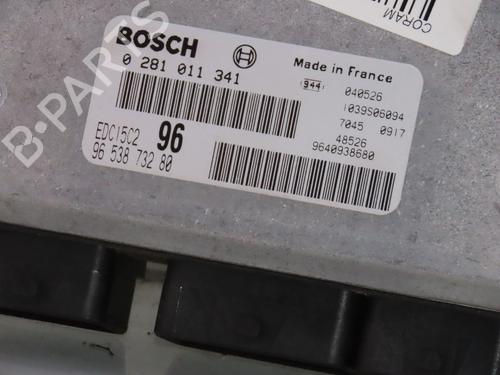 BOSCH
0 281 011 341
EDC15C2 96
96 538 732 80
Made in France
944 040526
1039S06094
7045 0917
48526
9640938680
CORAM
B-PARTS